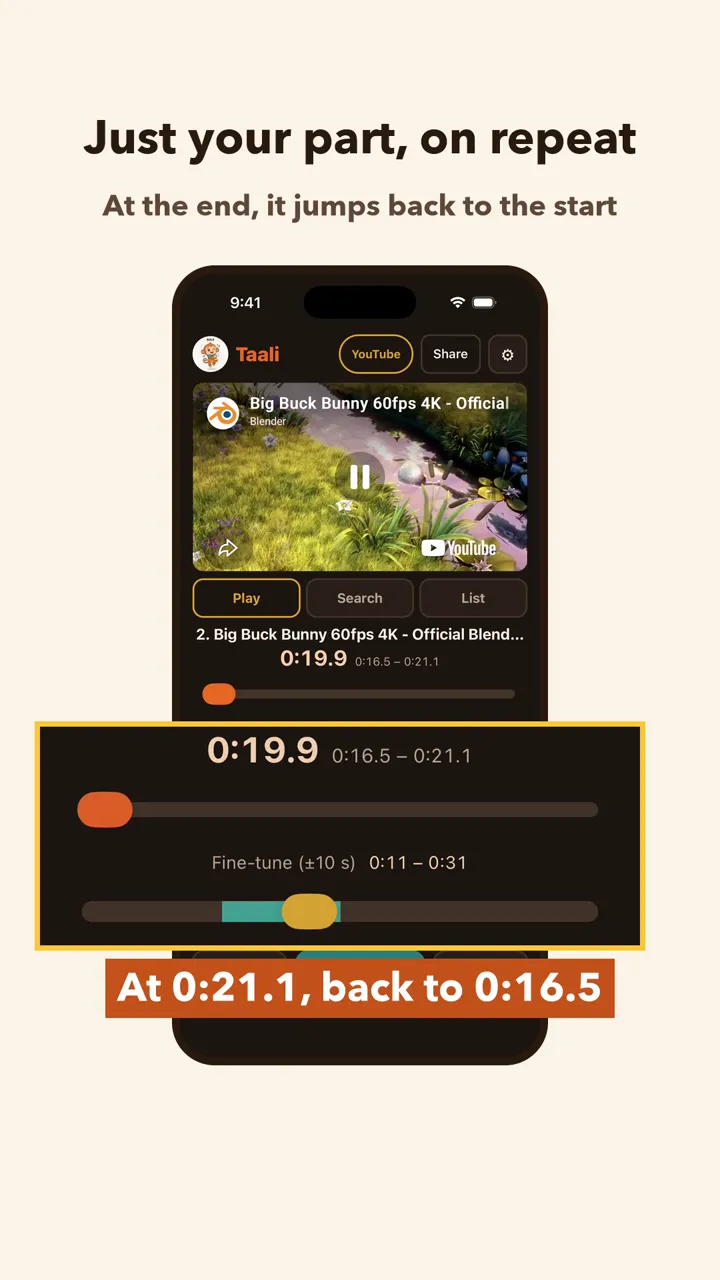 Just your part, on repeat
At the end, it jumps back to the start
9:41
Taali
YouTube
Share
Big Buck Bunny 60fps 4K - Official
Blender
YouTube
Play
Search
List
2. Big Buck Bunny 60fps 4K - Official Blend...
0:19.9 0:16.5 – 0:21.1
0:19.9 0:16.5 – 0:21.1
Fine-tune (±10 s) 0:11 – 0:31
At 0:21.1, back to 0:16.5